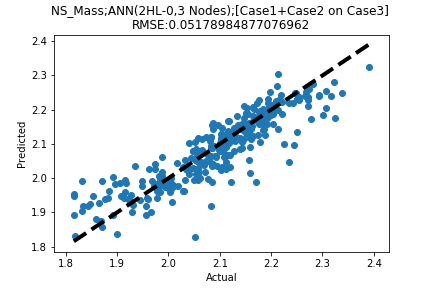 NS_Mass;ANN(2HL-0,3 Nodes);[Case1+Case2 on Case3]
RMSE:0.05178984877076962
2.4
2.3
2.2
2.1
2.0
1.9
1.8
Predicted
1.8 1.9 2.0 2.1 2.2 2.3 2.4
Actual